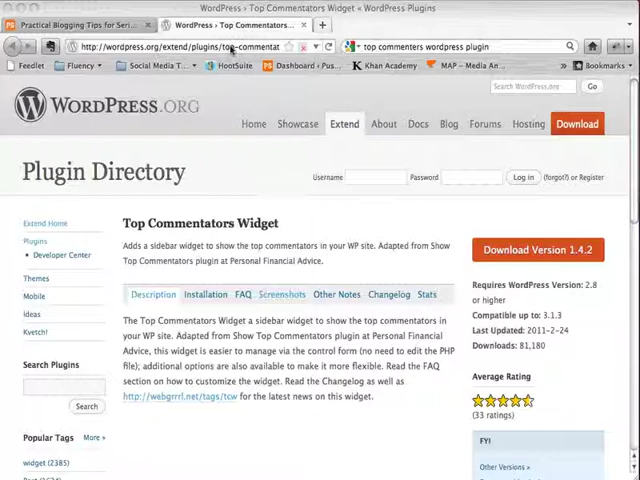 WordPress › Top Commentators Widget « WordPress Plugins
Practical Blogging Tips for Seri...
WordPress › Top Commentators...
http://wordpress.org/extend/plugins/top-commentat
top commenters wordpress plugin
Feedlet
Fluency
Social Media T...
HootSuite
Dashboard ‹ Pus...
Khan Academy
MAP – Media An...
Bookmarks
WORDPRESS.ORG
Search WordPress.org
Go
Home Showcase Extend About Docs Blog Forums Hosting Download
Plugin Directory
Username
Password
Log in
(forgot?) or Register
Extend Home
Plugins
• Developer Center
Themes
Mobile
Ideas
Kvetch!
Search Plugins
Search
Popular Tags More »
widget (2385)
Post (1624)
Top Commentators Widget
Adds a sidebar widget to show the top commentators in your WP site. Adapted from Show
Top Commentators plugin at Personal Financial Advice.
Description Installation FAQ Screenshots Other Notes Changelog Stats
The Top Commentators Widget a sidebar widget to show the top commentators in
your WP site. Adapted from Show Top Commentators plugin at Personal Financial
Advice, this widget is easier to manage via the control form (no need to edit the PHP
file); additional options are also available to make it more flexible. Read the FAQ
section on how to customize the widget. Read the Changelog as well as
http://webgrrrl.net/tags/tcw for the latest news on this widget.
Download Version 1.4.2
Requires WordPress Version: 2.8
or higher
Compatible up to: 3.1.3
Last Updated: 2011-2-24
Downloads: 81,180
Average Rating
(33 ratings)
FYI
Other Versions »